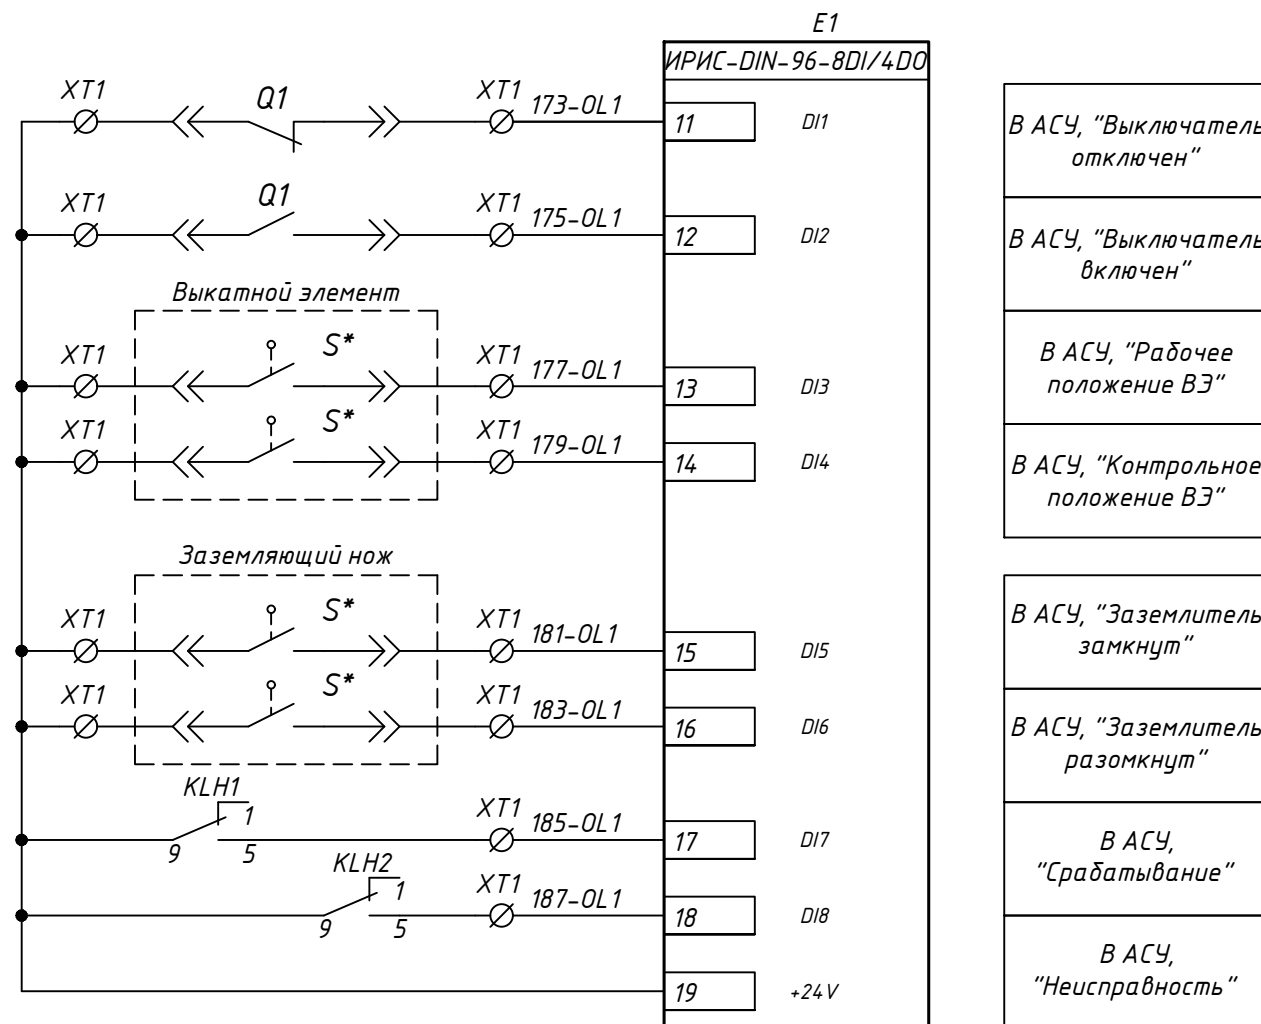 E1
ИРИС-DIN-96-8DI/4DO
XT1 Q1 XT1 173-OL1 11 DI1
В АСУ, "Выключатель
отключен"
XT1 Q1 XT1 175-OL1 12 DI2
В АСУ, "Выключатель
включен"
Выкатной элемент
XT1 S* XT1 177-OL1 13 DI3
В АСУ, "Рабочее
положение ВЭ"
XT1 S* XT1 179-OL1 14 DI4
В АСУ, "Контрольное
положение ВЭ"
Заземляющий нож
XT1 S* XT1 181-OL1 15 DI5
В АСУ, "Заземлитель
замкнут"
XT1 S* XT1 183-OL1 16 DI6
В АСУ, "Заземлитель
разомкнут"
KLH1 1 9 5 XT1 185-OL1 17 DI7
В АСУ,
"Срабатывание"
KLH2 1 9 5 XT1 187-OL1 18 DI8
В АСУ,
"Неисправность"
19 +24V